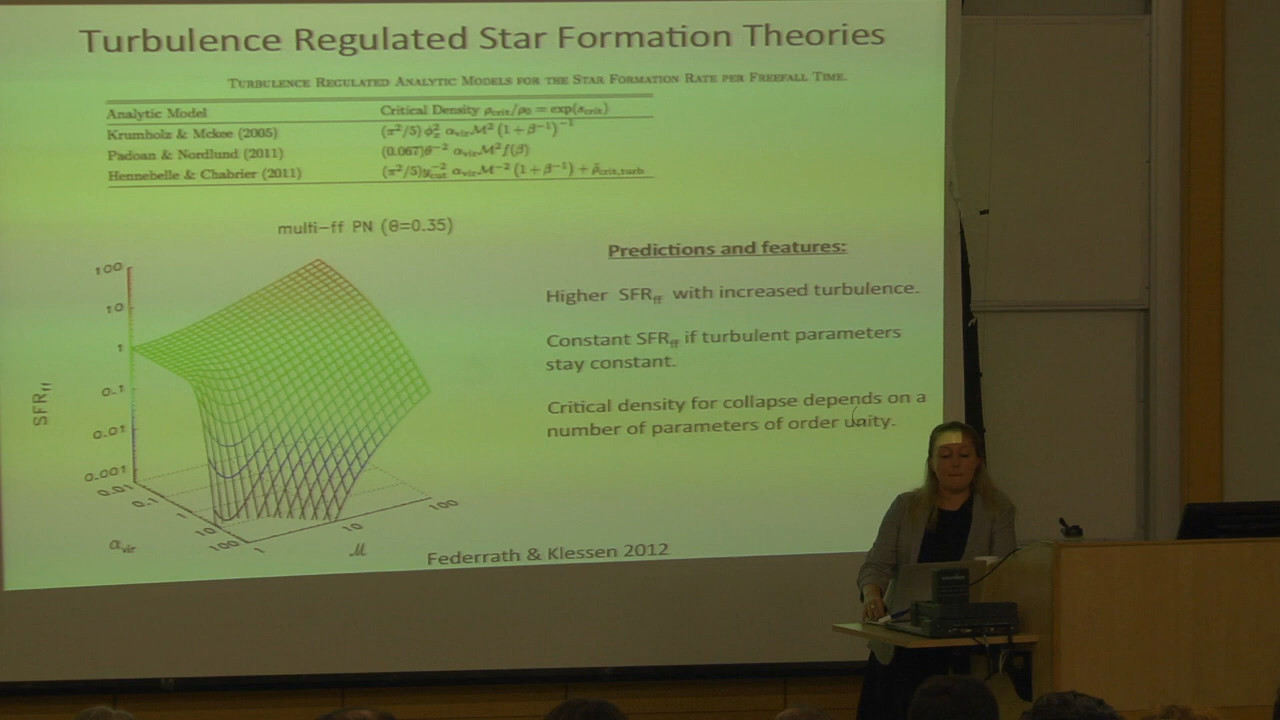 Turbulence Regulated Star Formation Theories
Turbulence Regulated Analytic Models for the Star Formation Rate per Freefall Time.
Analytic Model Critical Density ρcrit/ρ0 = exp(scrit)
Krumholz & Mckee (2005) (π²/5) φx² αvir M² (1 + β⁻¹)⁻¹
Padoan & Nordlund (2011) (0.067)θ⁻² αvir M² f(β)
Hennebelle & Chabrier (2011) (π²/5)ycut⁻² αvir M⁻² (1 + β⁻¹) + ρ̃crit,turb
multi-ff PN (θ=0.35)
Predictions and features:
Higher SFRff with increased turbulence.
Constant SFRff if turbulent parameters
stay constant.
Critical density for collapse depends on a
number of parameters of order unity.
100
10
1
0.1
0.01
0.001
SFRff
0.01
0.1
1
10
100
αvir
1
10
100
M
Federrath & Klessen 2012